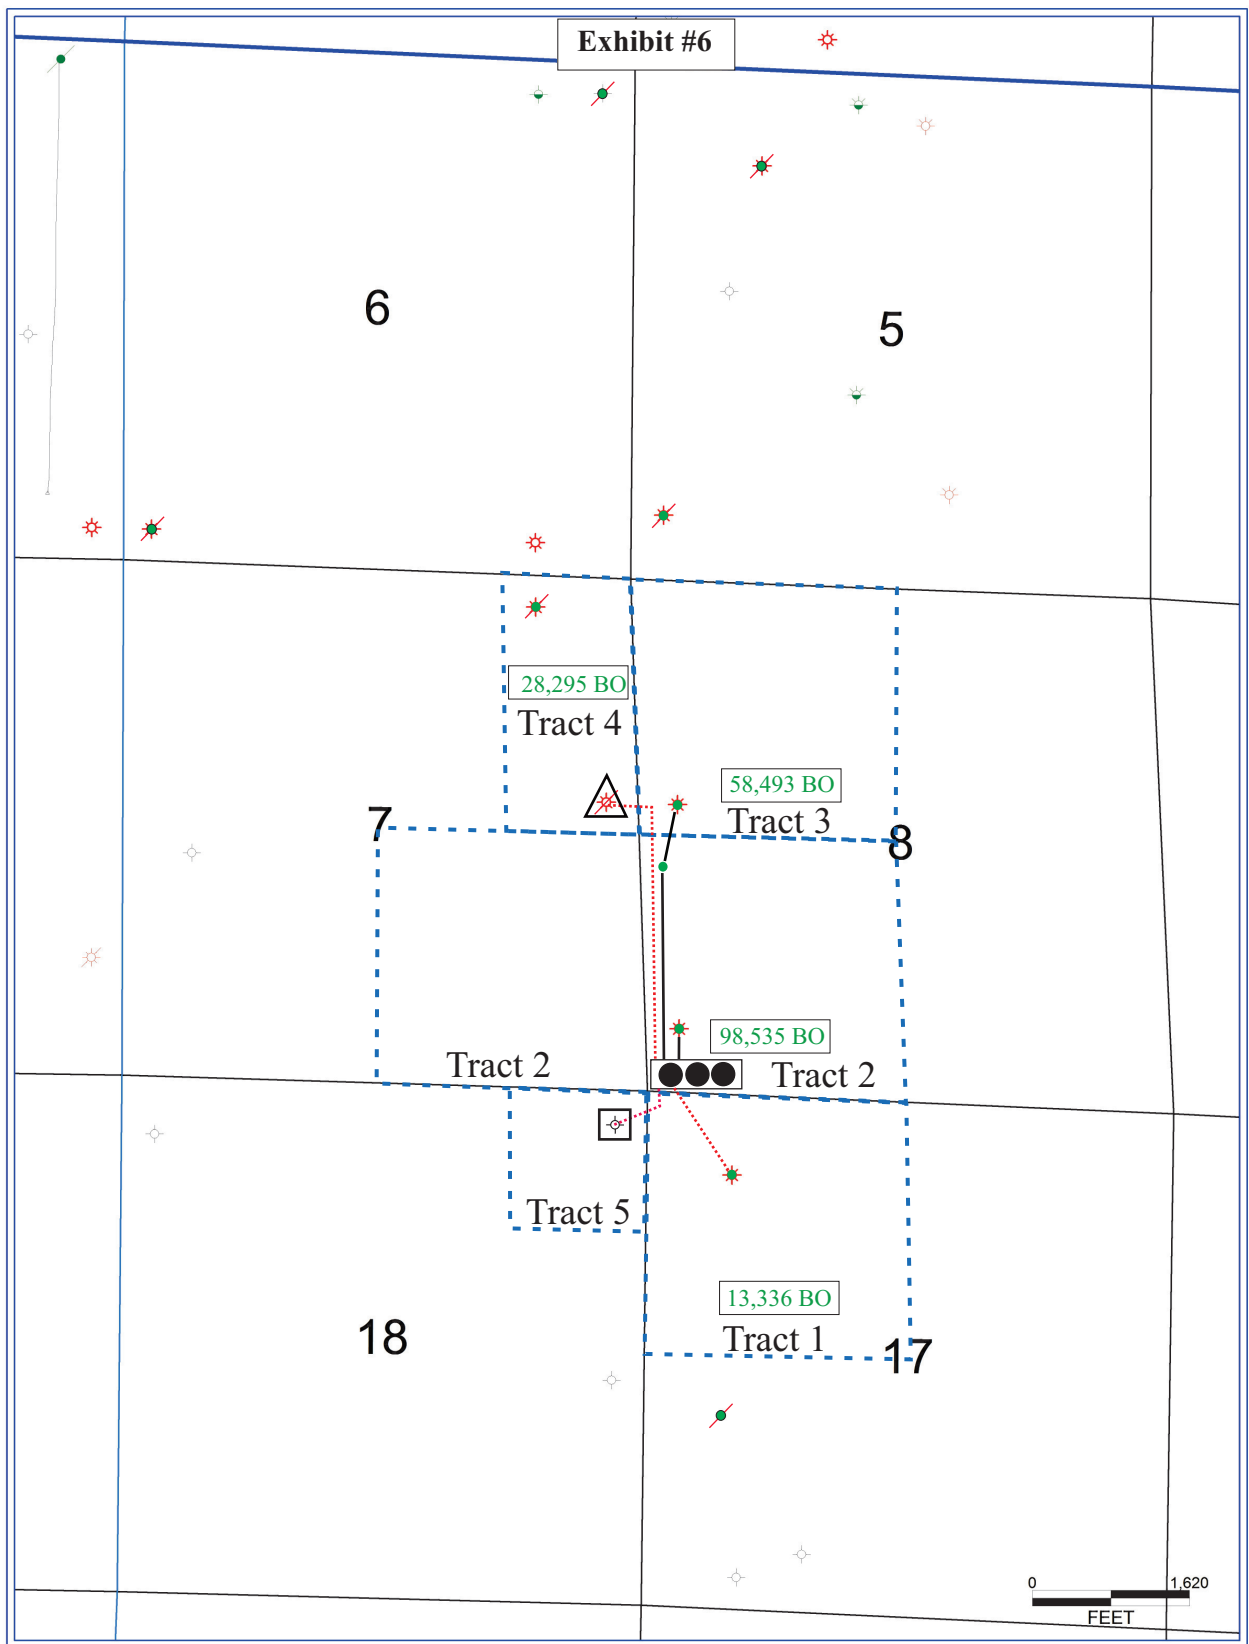 Exhibit #6
6
5
28,295 BO
Tract 4
58,493 BO
Tract 3
7
8
98,535 BO
Tract 2
Tract 2
Tract 5
13,336 BO
Tract 1
18
17
0 1,620
FEET